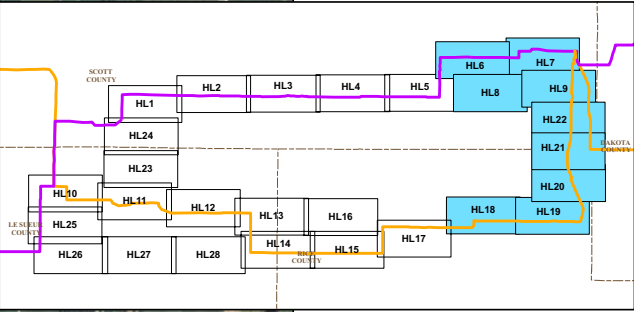 HL6
HL7
SCOTT
COUNTY
HL1
HL2
HL3
HL4
HL5
HL8
HL9
HL24
HL22
HL21
DAKOTA
COUNTY
HL23
HL20
HL10
HL11
HL12
HL13
HL16
HL18
HL19
HL25
LE SUEUR
COUNTY
HL14
HL15
HL17
RICE
COUNTY
HL26
HL27
HL28